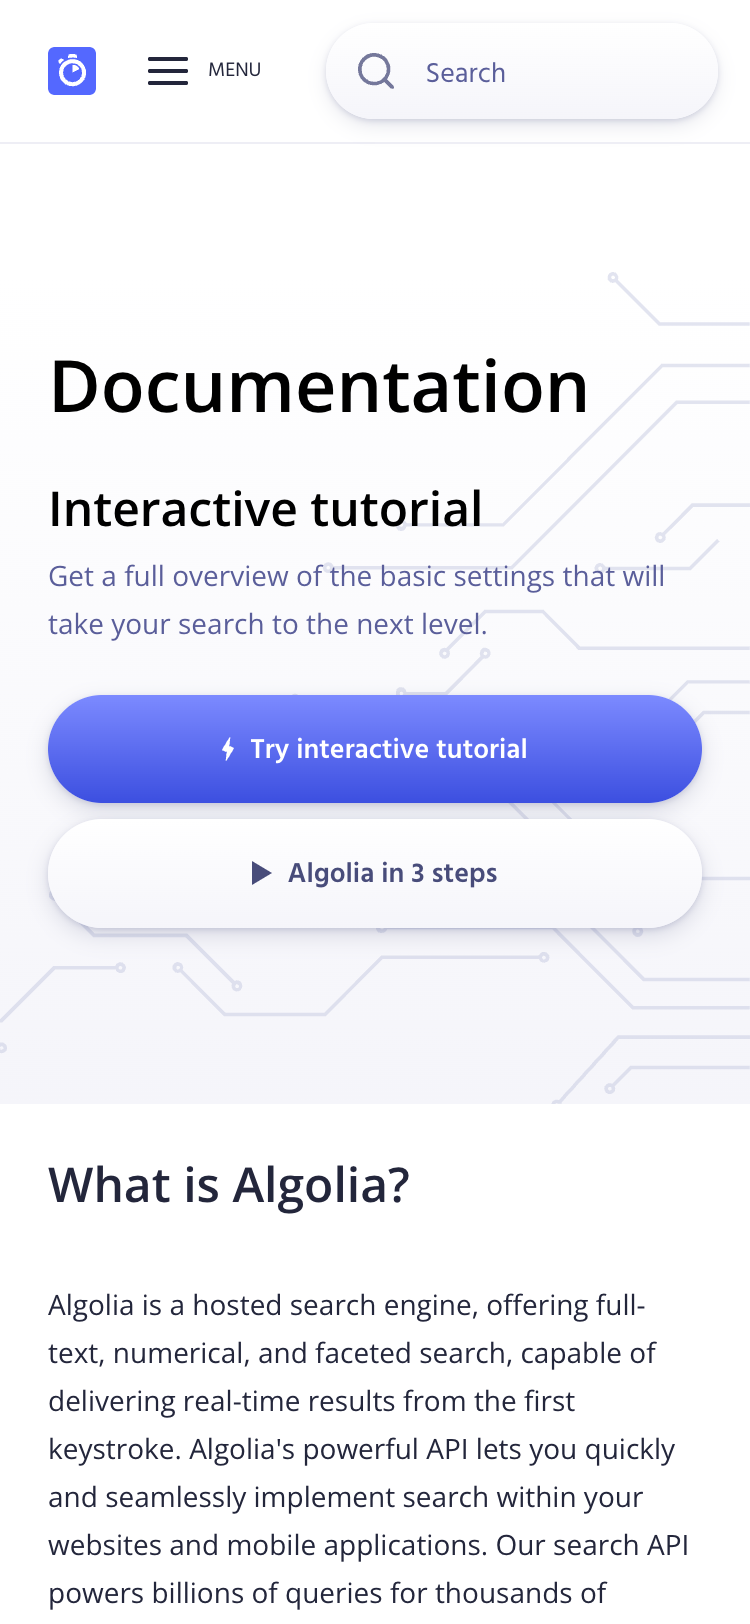 MENU
Search
Documentation
Interactive tutorial
Get a full overview of the basic settings that will
take your search to the next level.
Try interactive tutorial
Algolia in 3 steps
What is Algolia?
Algolia is a hosted search engine, offering full-
text, numerical, and faceted search, capable of
delivering real-time results from the first
keystroke. Algolia's powerful API lets you quickly
and seamlessly implement search within your
websites and mobile applications. Our search API
powers billions of queries for thousands of